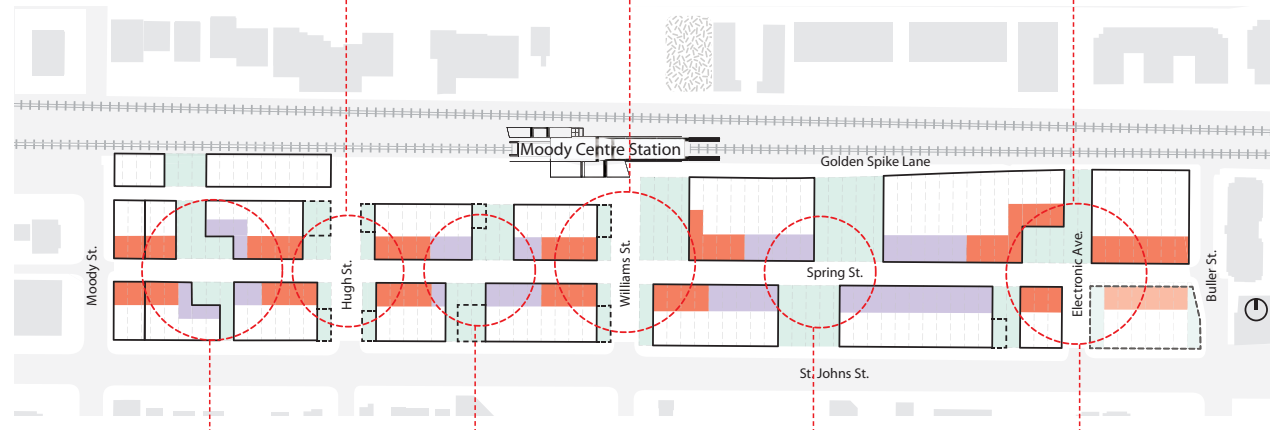 Moody Centre Station
Golden Spike Lane
Moody St.
Hugh St.
Williams St.
Spring St.
Electronic Ave.
Buller St.
St. Johns St.